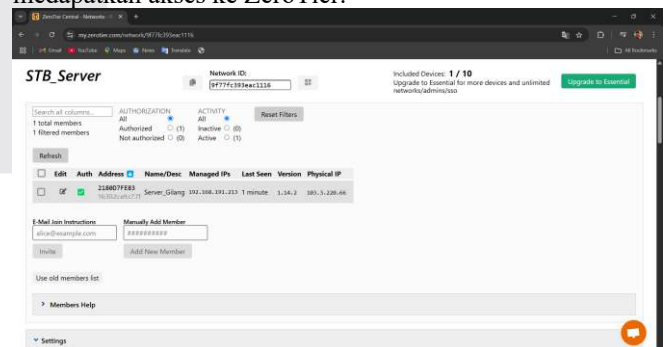 medapatkan akses ke ZeroTier.
ZeroTier Central - Networks
my.zerotier.com/network/9f77fc393eac1116
Gmail YouTube Maps News Translate
All Bookmarks
STB_Server
Network ID:
9f77fc393eac1116
Included Devices: 1 / 10
Upgrade to Essential for more devices and unlimited
networks/admins/sso
Upgrade to Essential
Search all columns...
1 total members
1 filtered members
AUTHORIZATION
All
Authorized (1)
Not authorized (0)
ACTIVITY
All
Inactive (0)
Active (1)
Reset Filters
Refresh
Edit Auth Address Name/Desc Managed IPs Last Seen Version Physical IP
218807FE83 Server_Gilang 192.168.191.213 1 minute 1.14.2 103.3.220.66
E-Mail Join Instructions
alice@example.com
Invite
Manually Add Member
##########
Add New Member
Use old members list
Members Help
Settings